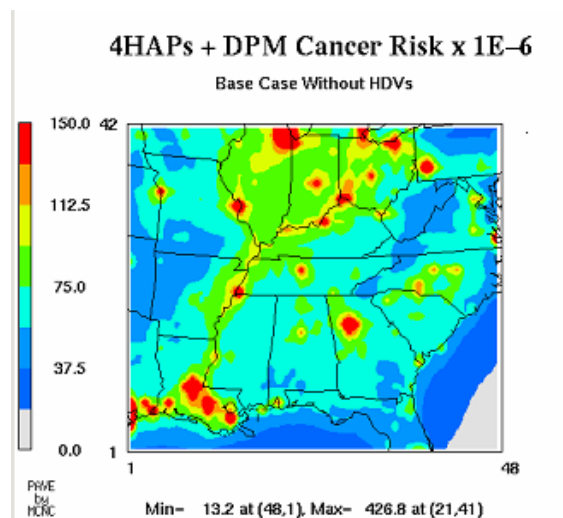 4HAPs + DPM Cancer Risk x 1E–6
Base Case Without HDVs
150.0
42
112.5
75.0
37.5
0.0
1
1
48
PAVE
by
MCNC
Min= 13.2 at (48,1), Max= 426.8 at (21,41)